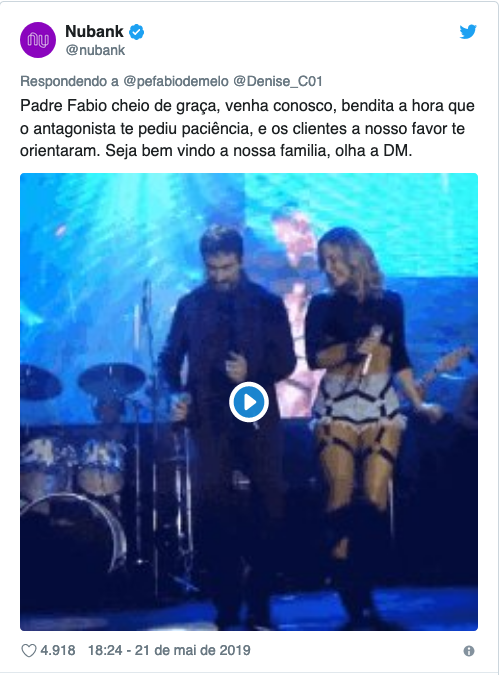 Nubank
@nubank
Respondendo a @pefabiodemelo @Denise_C01
Padre Fabio cheio de graça, venha conosco, bendita a hora que
o antagonista te pediu paciência, e os clientes a nosso favor te
orientaram. Seja bem vindo a nossa familia, olha a DM.
4.918 18:24 - 21 de mai de 2019